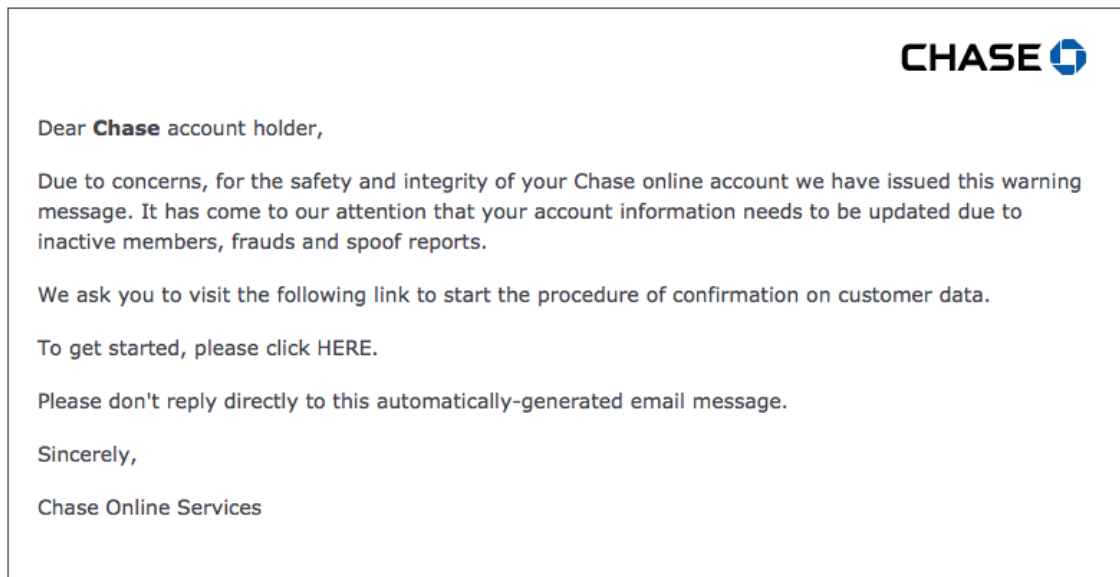 CHASE
Dear Chase account holder,
Due to concerns, for the safety and integrity of your Chase online account we have issued this warning
message. It has come to our attention that your account information needs to be updated due to
inactive members, frauds and spoof reports.
We ask you to visit the following link to start the procedure of confirmation on customer data.
To get started, please click HERE.
Please don't reply directly to this automatically-generated email message.
Sincerely,
Chase Online Services